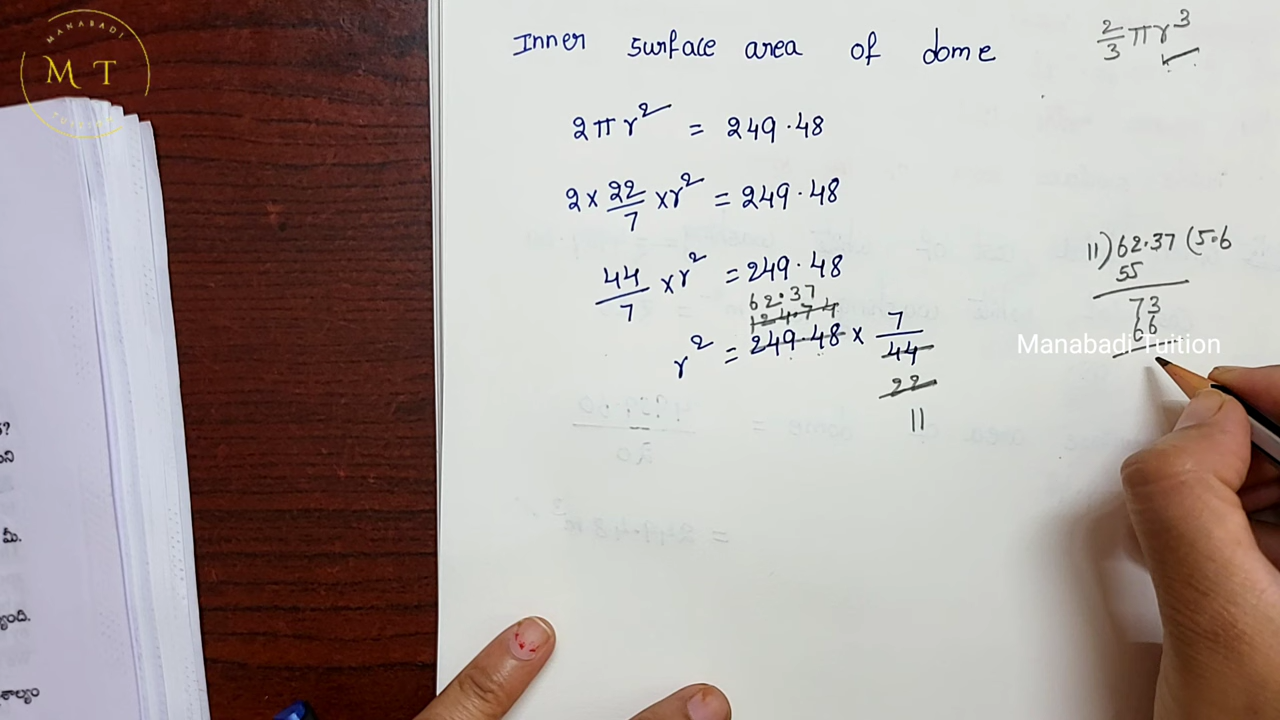 MANABADI
M T
TUITION
Inner surface area of dome
2/3 πr³
2πr² = 249.48
2 × 22/7 × r² = 249.48
44/7 × r² = 249.48
62.37
124.74
r² = 249.48 × 7/44
22
11
11)62.37(5.6
55
73
66
Manabadi Tuition
?
మీ.